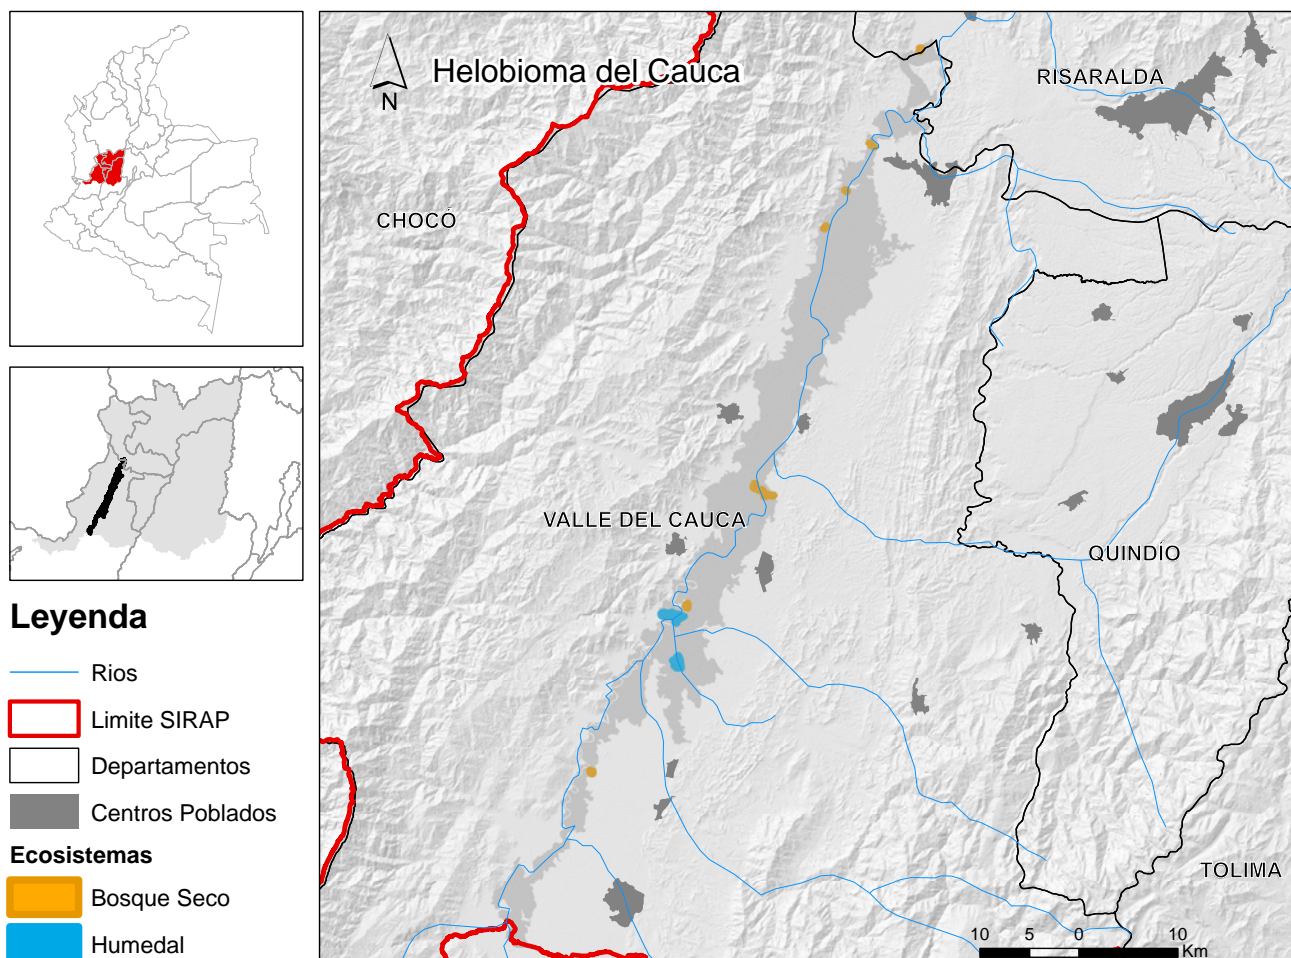 Helobioma del Cauca
N
RISARALDA
CHOCÓ
VALLE DEL CAUCA
QUINDÍO
TOLIMA
10 5 0 10
Km
Leyenda
Rios
Limite SIRAP
Departamentos
Centros Poblados
Ecosistemas
Bosque Seco
Humedal